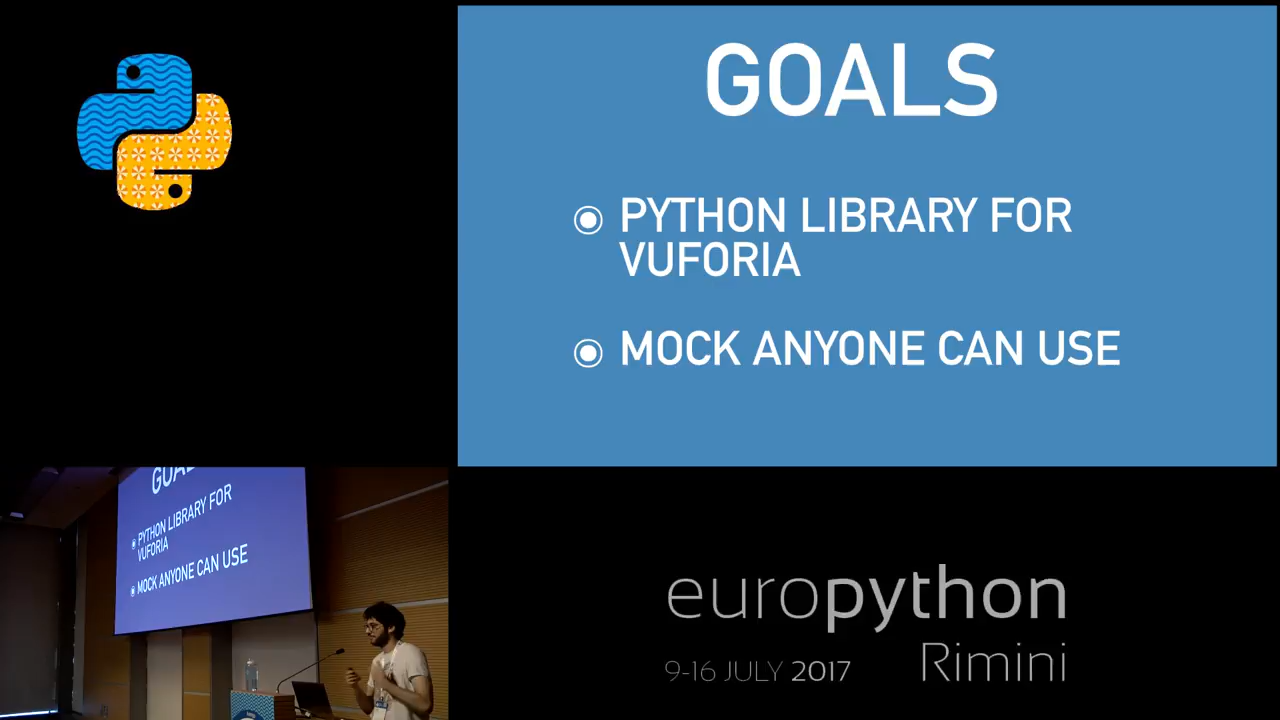 GOALS
PYTHON LIBRARY FOR
VUFORIA
MOCK ANYONE CAN USE
GOALS
PYTHON LIBRARY FOR
VUFORIA
MOCK ANYONE CAN USE
europython
Rimini
9-16 JULY 2017